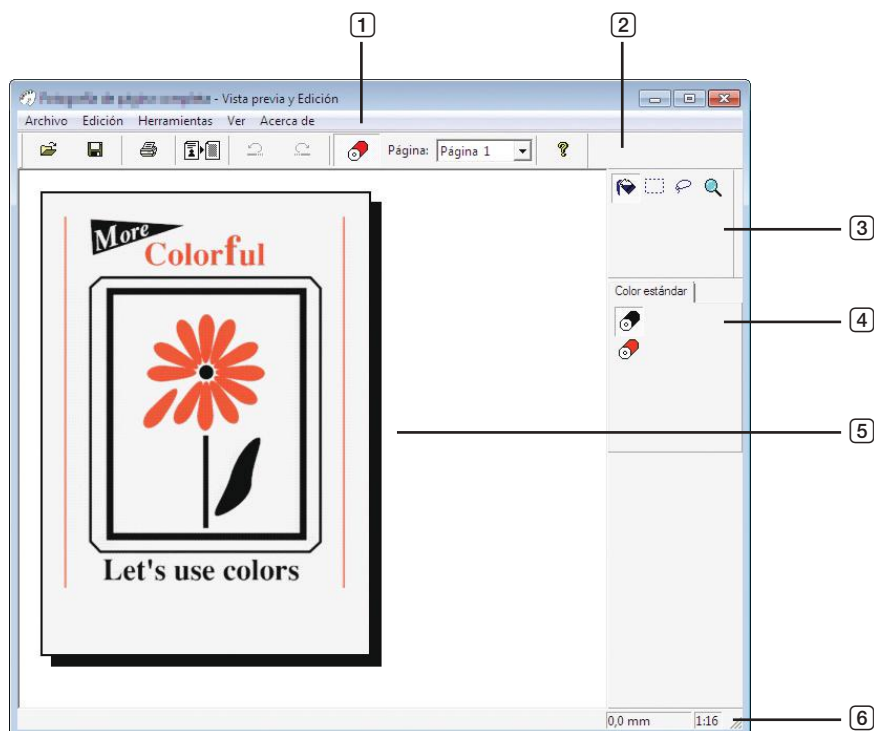 1 2
- Vista previa y Edición
Archivo Edición Herramientas Ver Acerca de
Página: Página 1
3
Color estándar
4
More
Colorful
5
Let's use colors
0,0 mm 1:16
6